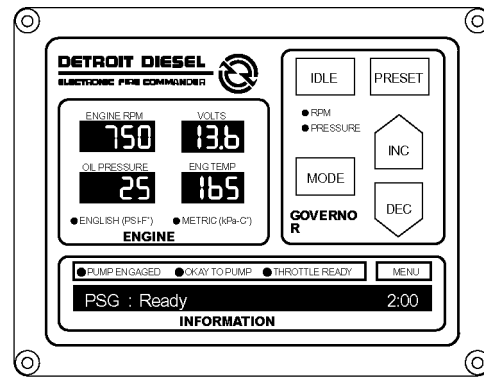 DETROIT DIESEL
ELECTRONIC FIRE COMMANDER
ENGINE RPM
VOLTS
750
13.6
OIL PRESSURE
ENG TEMP
25
165
ENGLISH (PSI-F°)
METRIC (kPa-C°)
ENGINE
IDLE
PRESET
RPM
PRESSURE
INC
MODE
DEC
GOVERNO
R
PUMP ENGAGED
OKAY TO PUMP
THROTTLE READY
MENU
PSG : Ready
2:00
INFORMATION